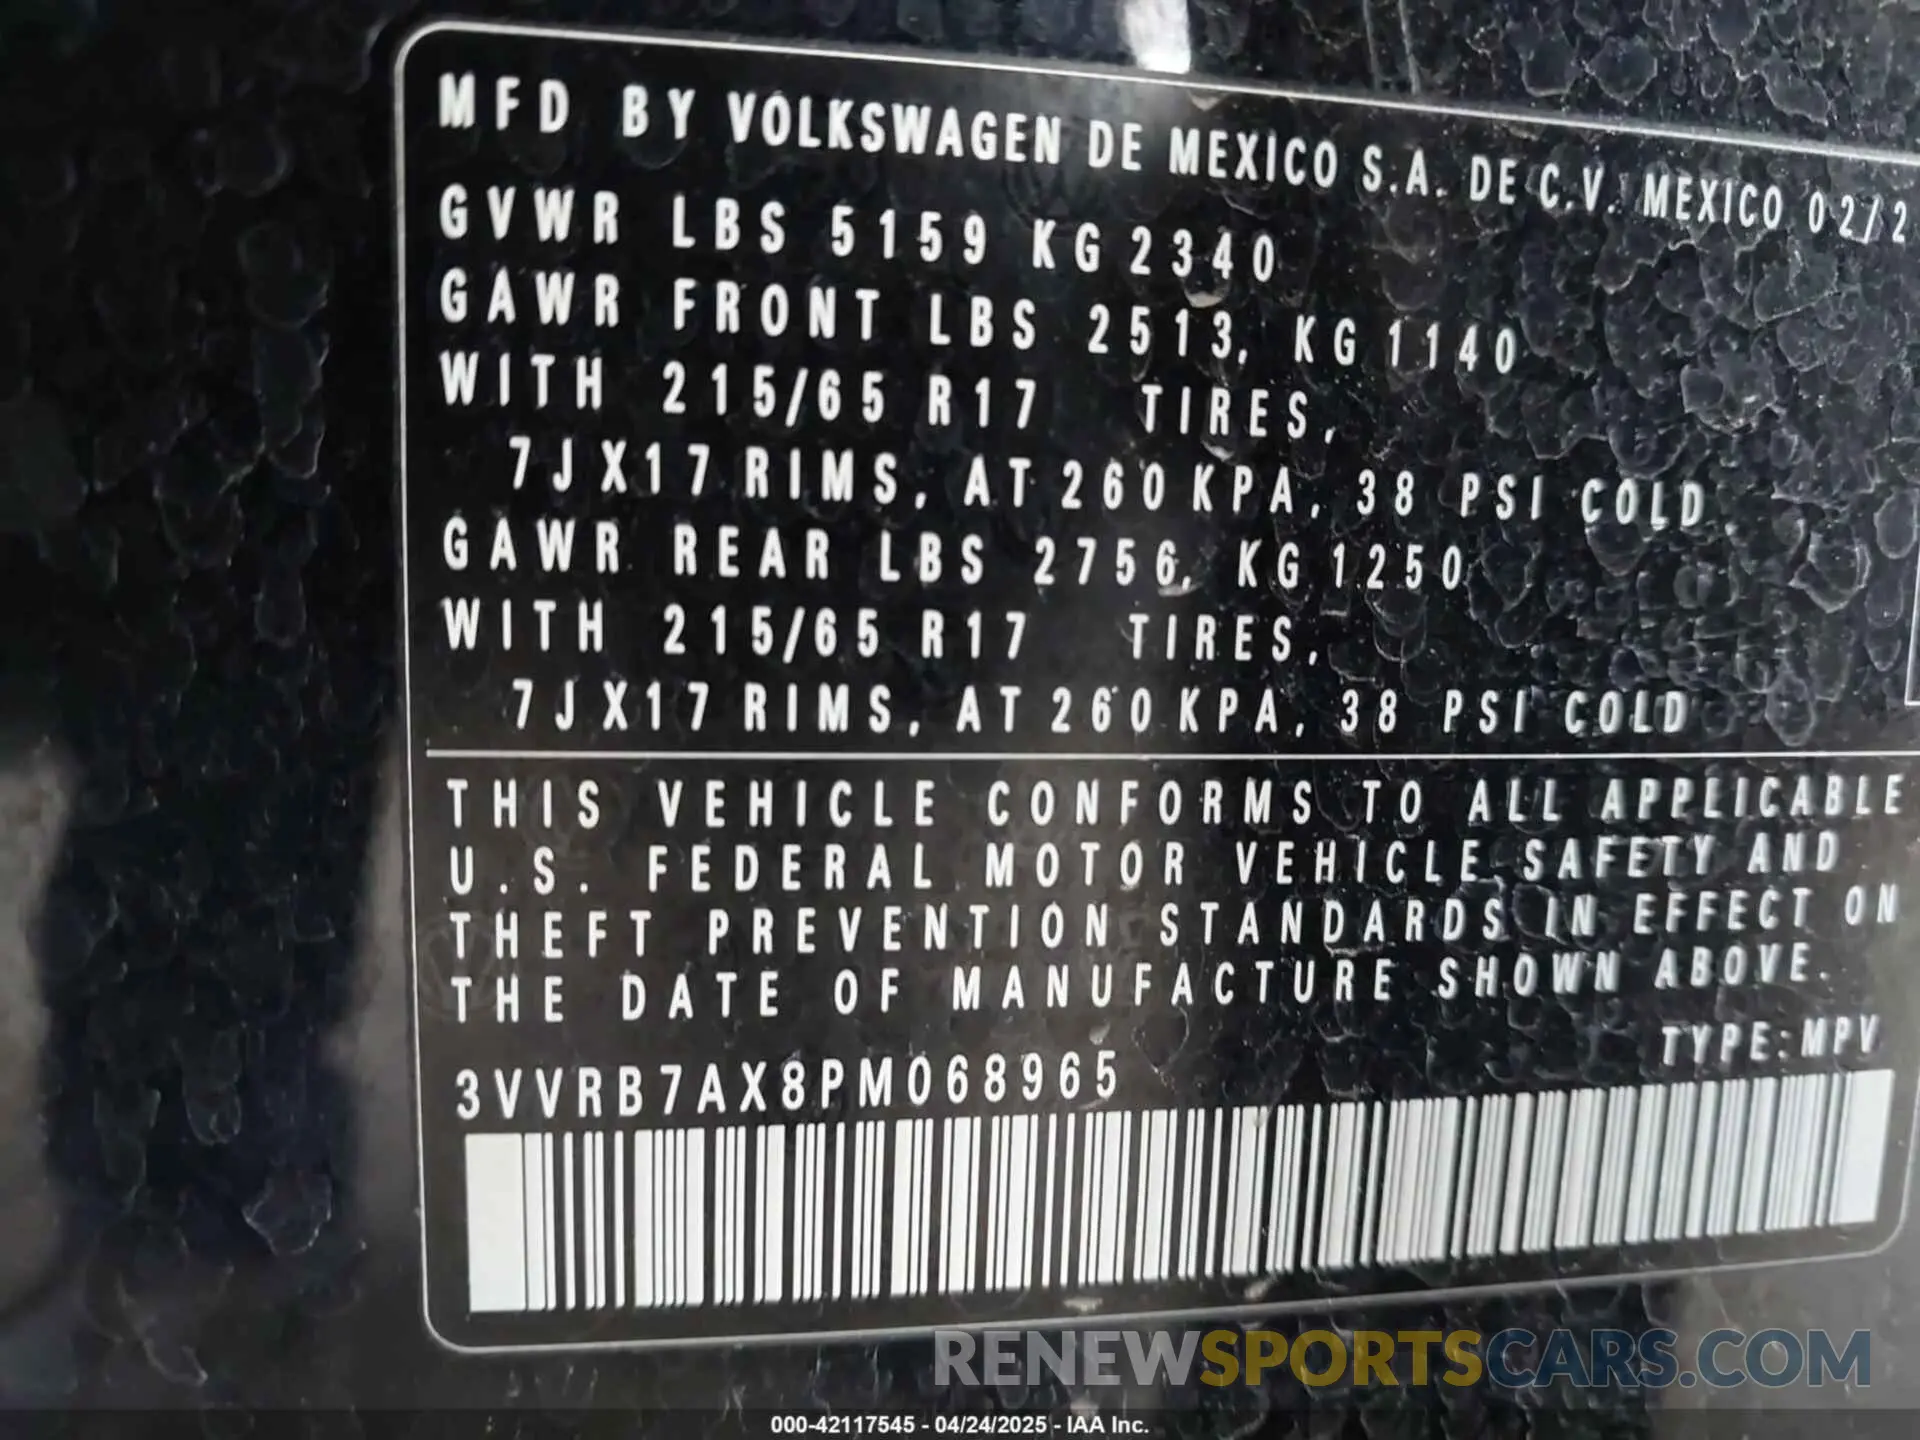 MFD BY VOLKSWAGEN DE MEXICO S.A. DE C.V. MEXICO 02/2
GVWR LBS 5159 KG 2340
GAWR FRONT LBS 2513, KG 1140
WITH 215/65 R17 TIRES,
7JX17 RIMS, AT 260 KPA, 38 PSI COLD
GAWR REAR LBS 2756, KG 1250
WITH 215/65 R17 TIRES,
7JX17 RIMS, AT 260 KPA, 38 PSI COLD
THIS VEHICLE CONFORMS TO ALL APPLICABLE
U.S. FEDERAL MOTOR VEHICLE SAFETY AND
THEFT PREVENTION STANDARDS IN EFFECT ON
THE DATE OF MANUFACTURE SHOWN ABOVE.
TYPE: MPV
3VVRB7AX8PM068965
RENEWSPORTSCARS.COM
000-42117545 - 04/24/2025 - IAA Inc.